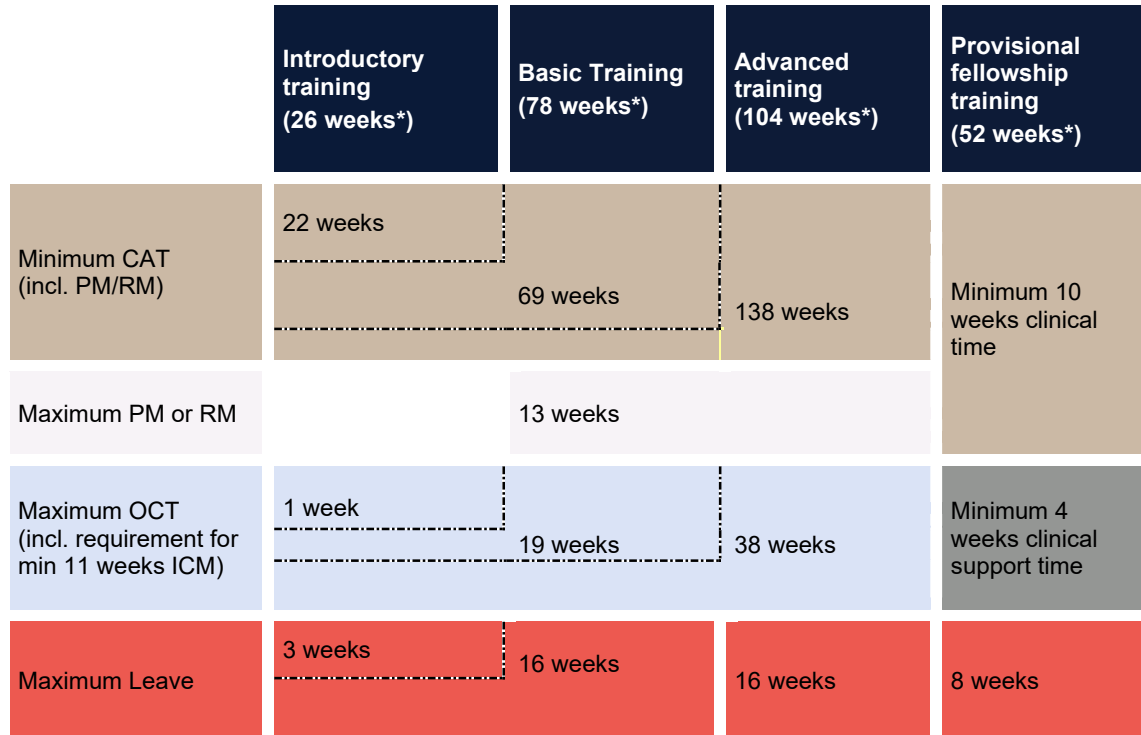 Introductory
training
(26 weeks*)
Basic Training
(78 weeks*)
Advanced
training
(104 weeks*)
Provisional
fellowship
training
(52 weeks*)
Minimum CAT
(incl. PM/RM)
22 weeks
69 weeks
138 weeks
Minimum 10
weeks clinical
time
Maximum PM or RM
13 weeks
Maximum OCT
(incl. requirement for
min 11 weeks ICM)
1 week
19 weeks
38 weeks
Minimum 4
weeks clinical
support time
Maximum Leave
3 weeks
16 weeks
16 weeks
8 weeks